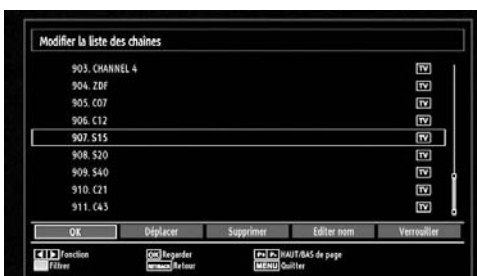 Modifier la liste des chaînes
903. CHANNEL 4 TV
904. ZDF TV
905. C07 TV
906. C12 TV
907. S15 TV
908. S20 TV
909. S40 TV
910. C21 TV
911. C43 TV
OK Déplacer Supprimer Editer nom Verrouiller
Fonction OK Regarder P+ P- HAUT/BAS de page
Filtrer Retour MENU Quitter